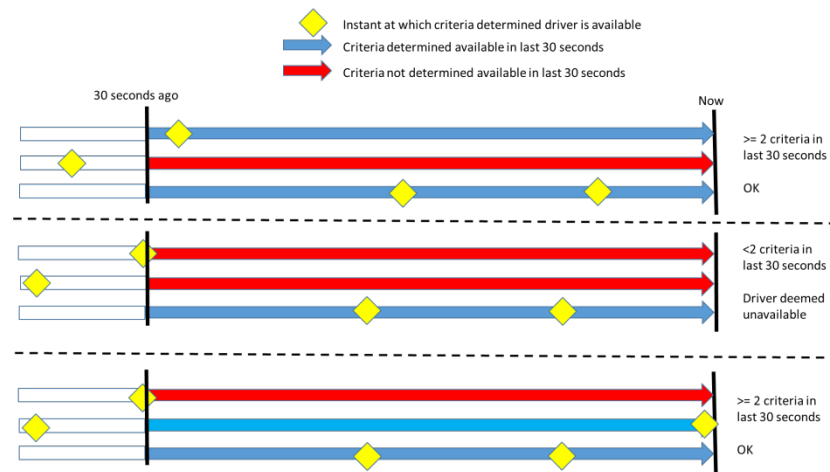 Instant at which criteria determined driver is available
Criteria determined available in last 30 seconds
Criteria not determined available in last 30 seconds
30 seconds ago
Now
>= 2 criteria in
last 30 seconds
OK
<2 criteria in
last 30 seconds
Driver deemed
unavailable
>= 2 criteria in
last 30 seconds
OK